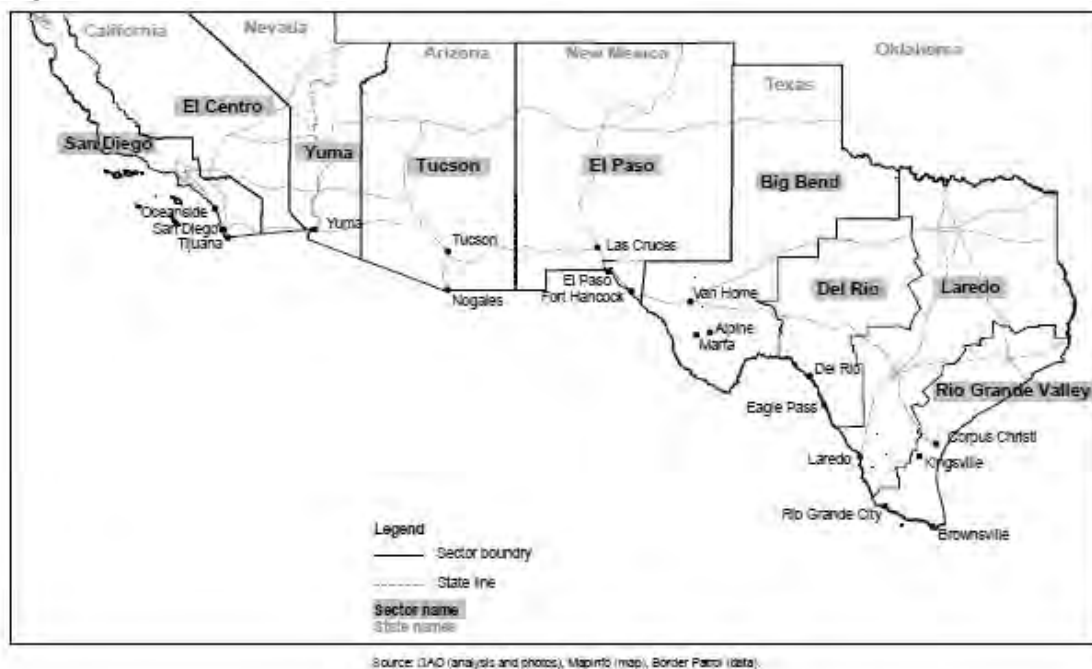 California
Nevada
Arizona
New Mexico
Oklahoma
Texas
El Centro
San Diego
Yuma
Tucson
El Paso
Big Bend
Oceanside
San Diego
Tijuana
Yuma
Tucson
Las Cruces
Nogales
El Paso
Fort Hancock
Van Horne
Del Rio
Laredo
Alpine
Marfa
Del Rio
Rio Grande Valley
Eagle Pass
Corpus Christi
Laredo
Kingsville
Rio Grande City
Brownsville
Legend
Sector boundry
State line
Sector name
State names
Source: GAO (analysis and photos), MapInfo (map), Border Patrol (data).